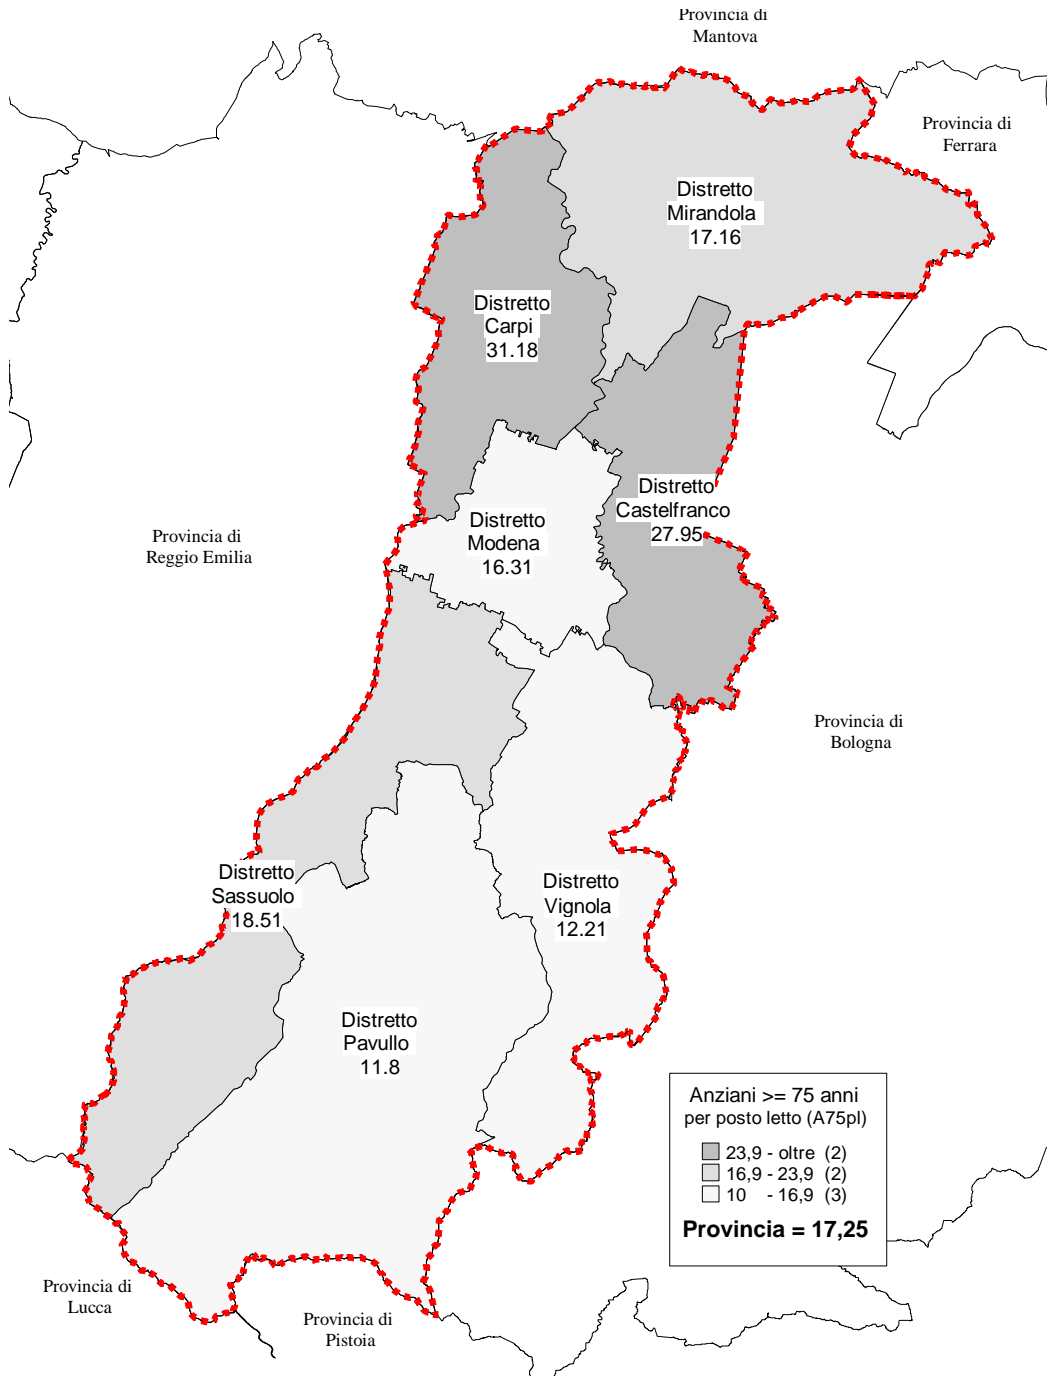 Provincia di
Mantova
Provincia di
Ferrara
Distretto
Mirandola
17.16
Distretto
Carpi
31.18
Distretto
Castelfranco
27.95
Distretto
Modena
16.31
Provincia di
Reggio Emilia
Provincia di
Bologna
Distretto
Sassuolo
18.51
Distretto
Vignola
12.21
Distretto
Pavullo
11.8
Anziani >= 75 anni
per posto letto (A75pl)
23,9 - oltre (2)
16,9 - 23,9 (2)
10 - 16,9 (3)
Provincia = 17,25
Provincia di
Lucca
Provincia di
Pistoia